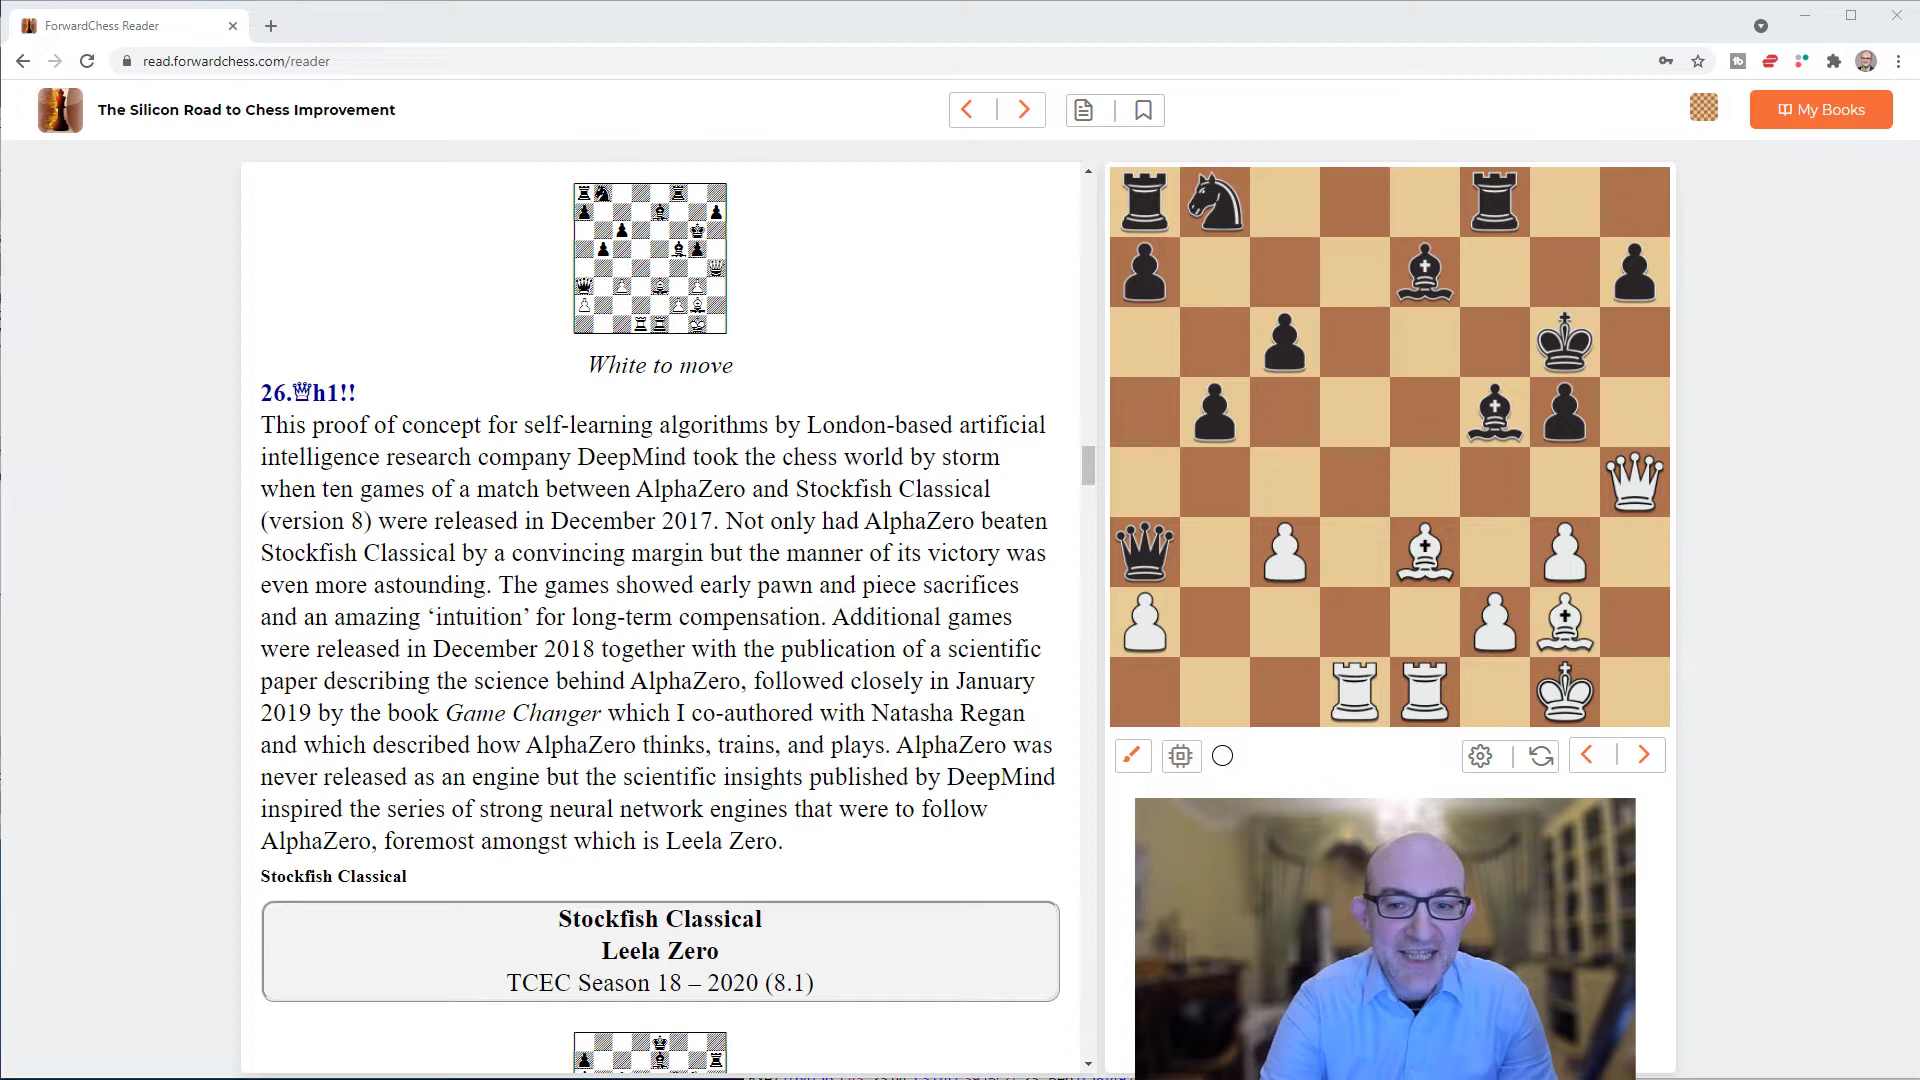 ForwardChess Reader
read.forwardchess.com/reader
The Silicon Road to Chess Improvement
My Books
White to move
26.♕h1!!
This proof of concept for self-learning algorithms by London-based artificial
intelligence research company DeepMind took the chess world by storm
when ten games of a match between AlphaZero and Stockfish Classical
(version 8) were released in December 2017. Not only had AlphaZero beaten
Stockfish Classical by a convincing margin but the manner of its victory was
even more astounding. The games showed early pawn and piece sacrifices
and an amazing ‘intuition’ for long-term compensation. Additional games
were released in December 2018 together with the publication of a scientific
paper describing the science behind AlphaZero, followed closely in January
2019 by the book Game Changer which I co-authored with Natasha Regan
and which described how AlphaZero thinks, trains, and plays. AlphaZero was
never released as an engine but the scientific insights published by DeepMind
inspired the series of strong neural network engines that were to follow
AlphaZero, foremost amongst which is Leela Zero.
Stockfish Classical
Stockfish Classical
Leela Zero
TCEC Season 18 – 2020 (8.1)